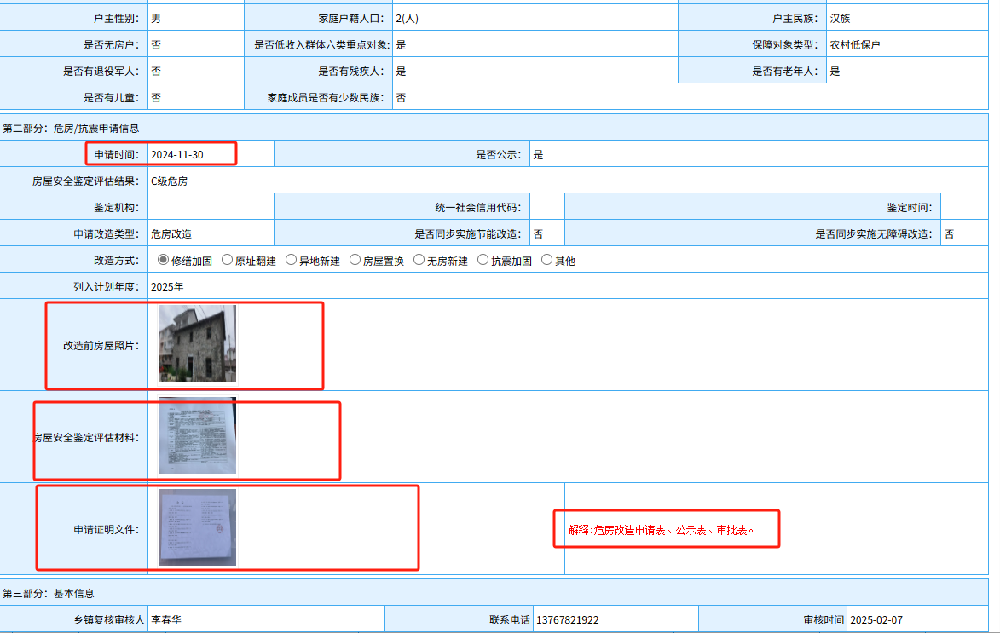 户主性别： 男 家庭户籍人口： 2(人) 户主民族： 汉族
是否无房户： 否 是否低收入群体六类重点对象: 是 保障对象类型： 农村低保户
是否有退役军人： 否 是否有残疾人： 是 是否有老年人： 是
是否有儿童： 否 家庭成员是否有少数民族： 否
第二部分：危房/抗震申请信息
申请时间： 2024-11-30 是否公示： 是
房屋安全鉴定评估结果： C级危房
鉴定机构： 统一社会信用代码： 鉴定时间：
申请改造类型： 危房改造 是否同步实施节能改造： 否 是否同步实施无障碍改造： 否
改造方式： 修缮加固 原址翻建 异地新建 房屋置换 无房新建 抗震加固 其他
列入计划年度： 2025年
改造前房屋照片：
房屋安全鉴定评估材料：
申请证明文件： 解释:危房改造申请表、公示表、审批表。
第三部分：基本信息
乡镇复核审核人 李春华 联系电话 13767821922 审核时间 2025-02-07